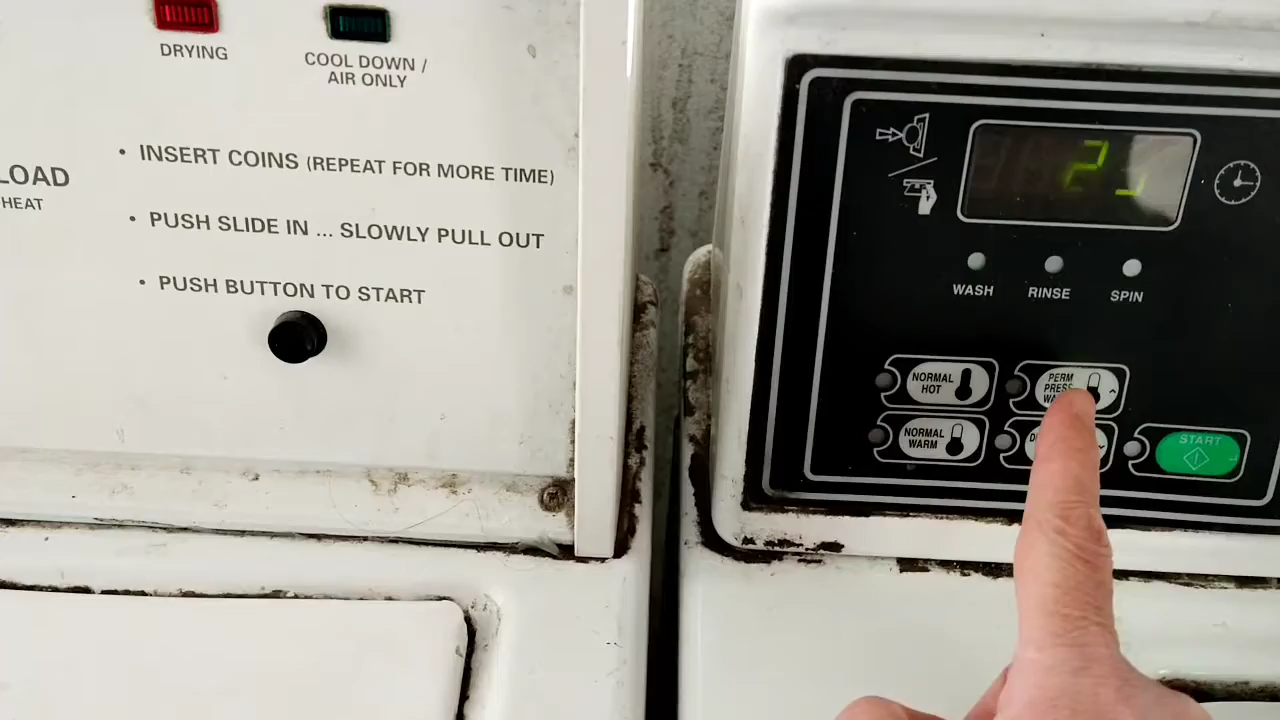 DRYING
COOL DOWN /
AIR ONLY
LOAD
HEAT
• INSERT COINS (REPEAT FOR MORE TIME)
• PUSH SLIDE IN ... SLOWLY PULL OUT
• PUSH BUTTON TO START
WASH
RINSE
SPIN
NORMAL
HOT
PERM
PRESS
NORMAL
WARM
START